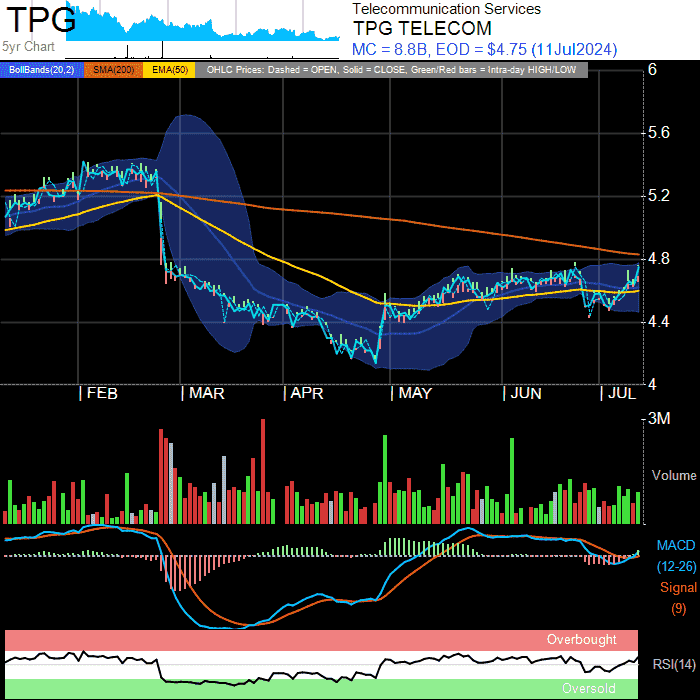 TPG
5yr Chart
Telecommunication Services
TPG TELECOM
MC = 8.8B, EOD = $4.75 (11Jul2024)
BollBands(20,2) SMA(200) EMA(50) OHLC Prices: Dashed = OPEN, Solid = CLOSE, Green/Red bars = Intra-day HIGH/LOW
6
5.6
5.2
4.8
4.4
4
FEB MAR APR MAY JUN JUL
3M
Volume
MACD
(12-26)
Signal
(9)
Overbought
RSI(14)
Oversold